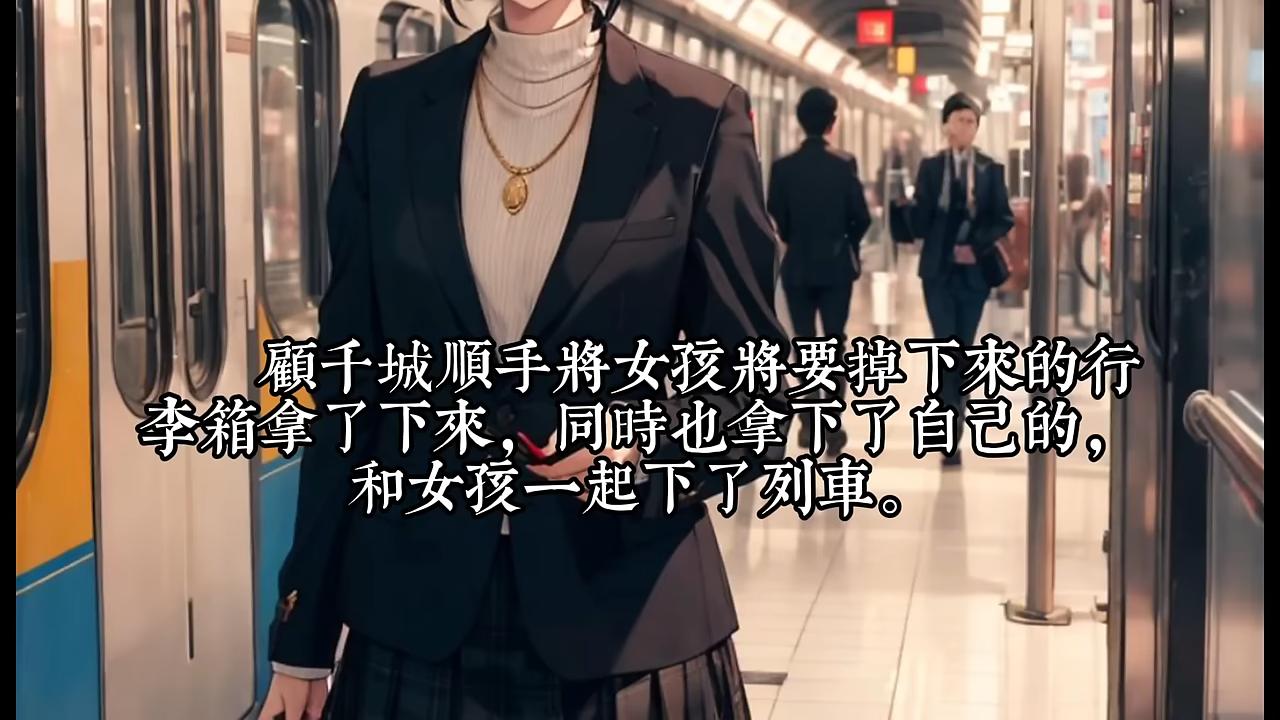 顧千城順手將女孩將要掉下來的行
李箱拿了下來，同時也拿下了自己的，
和女孩一起下了列車。